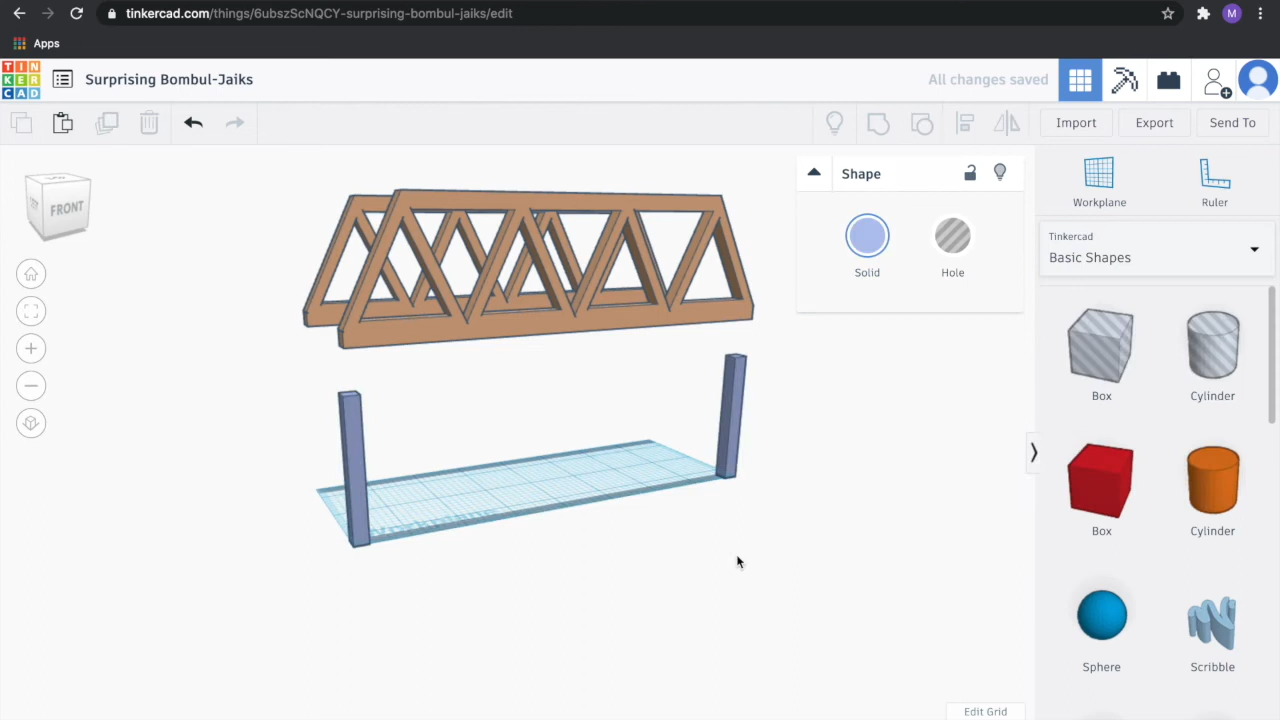 tinkercad.com/things/6ubszScNQCY-surprising-bombul-jaiks/edit
M
Apps
TIN
KER
CAD
Surprising Bombul-Jaiks
All changes saved
Import
Export
Send To
FRONT
Shape
Solid
Hole
Workplane
Ruler
Tinkercad
Basic Shapes
Box
Cylinder
Box
Cylinder
Sphere
Scribble
Edit Grid